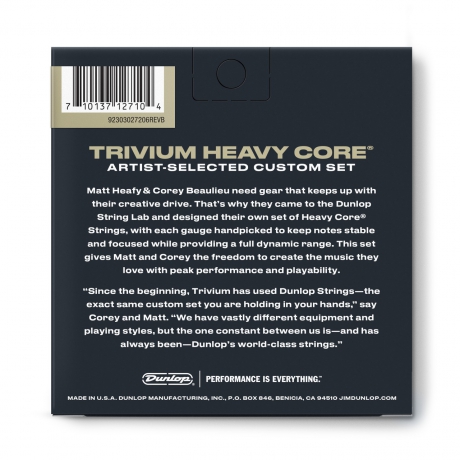 7 10137 12710 4
92303027206REVB
TRIVIUM HEAVY CORE®
ARTIST-SELECTED CUSTOM SET
Matt Heafy & Corey Beaulieu need gear that keeps up with
their creative drive. That's why they came to the Dunlop
String Lab and designed their own set of Heavy Core®
Strings, with each gauge handpicked to keep notes stable
and focused while providing a full dynamic range. This set
gives Matt and Corey the freedom to create the music they
love with peak performance and playability.
“Since the beginning, Trivium has used Dunlop Strings—the
exact same custom set you are holding in your hands,” say
Corey and Matt. “We have vastly different equipment and
playing styles, but the one constant between us is—and has
always been—Dunlop's world-class strings.”
Dunlop | PERFORMANCE IS EVERYTHING.™
MADE IN U.S.A. DUNLOP MANUFACTURING, INC., P.O. BOX 846, BENICIA, CA 94510 JIMDUNLOP.COM